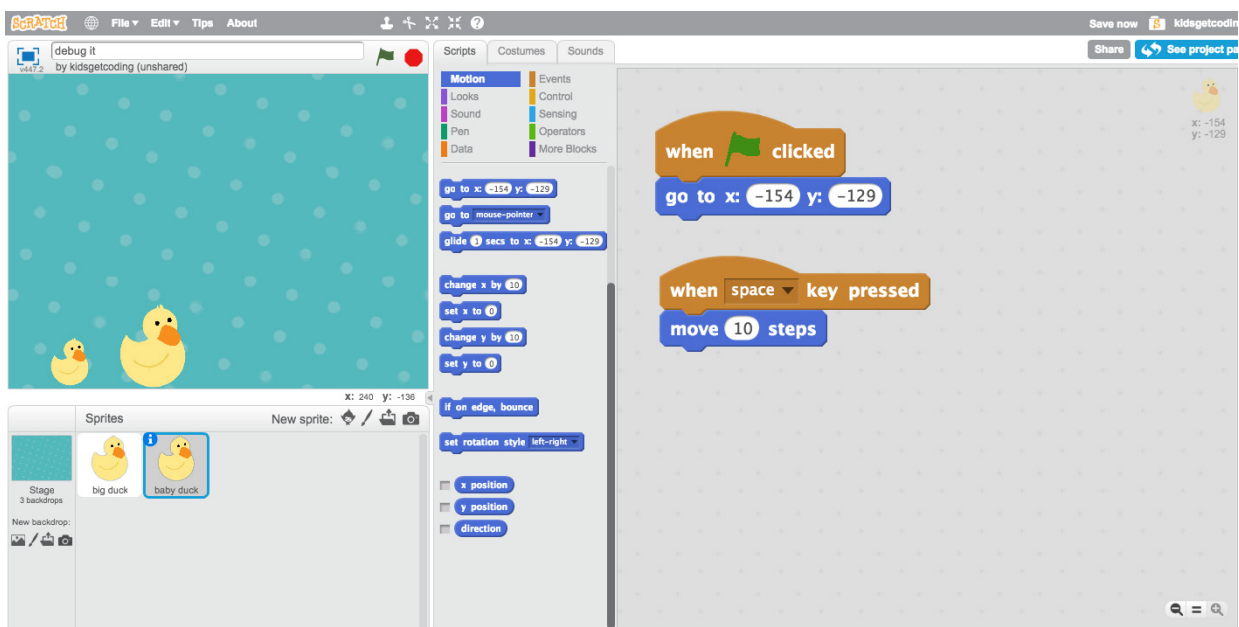 SCRATCH File Edit Tips About Save now kidsgetcodin
debug it
by kidsgetcoding (unshared)
v447.2
Scripts Costumes Sounds
Share See project pa
Motion Events
Looks Control
Sound Sensing
Pen Operators
Data More Blocks
go to x: -154 y: -129
go to mouse-pointer
glide 1 secs to x: -154 y: -129
change x by 10
set x to 0
change y by 10
set y to 0
if on edge, bounce
set rotation style left-right
x position
y position
direction
when clicked
go to x: -154 y: -129
when space key pressed
move 10 steps
x: -154
y: -129
X: 240 y: -136
Sprites New sprite:
Stage
3 backdrops
New backdrop:
big duck
baby duck